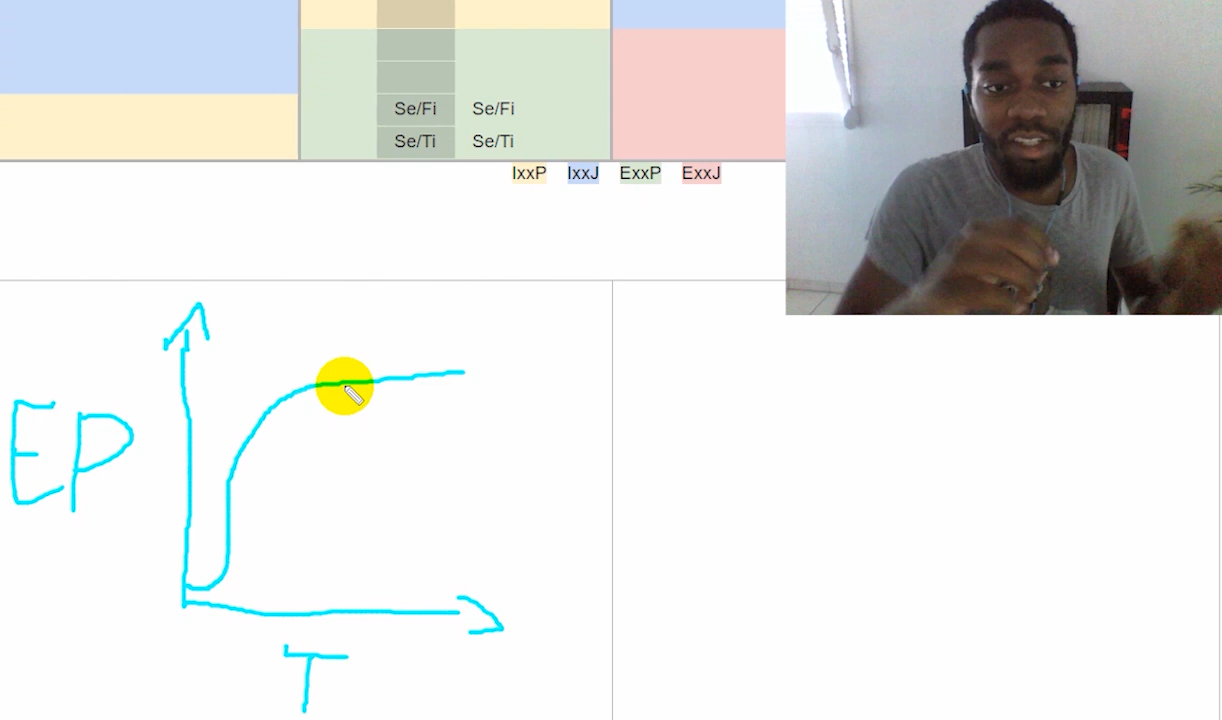 Se/Fi Se/Fi
Se/Ti Se/Ti
IxxP IxxJ ExxP ExxJ
EP
T